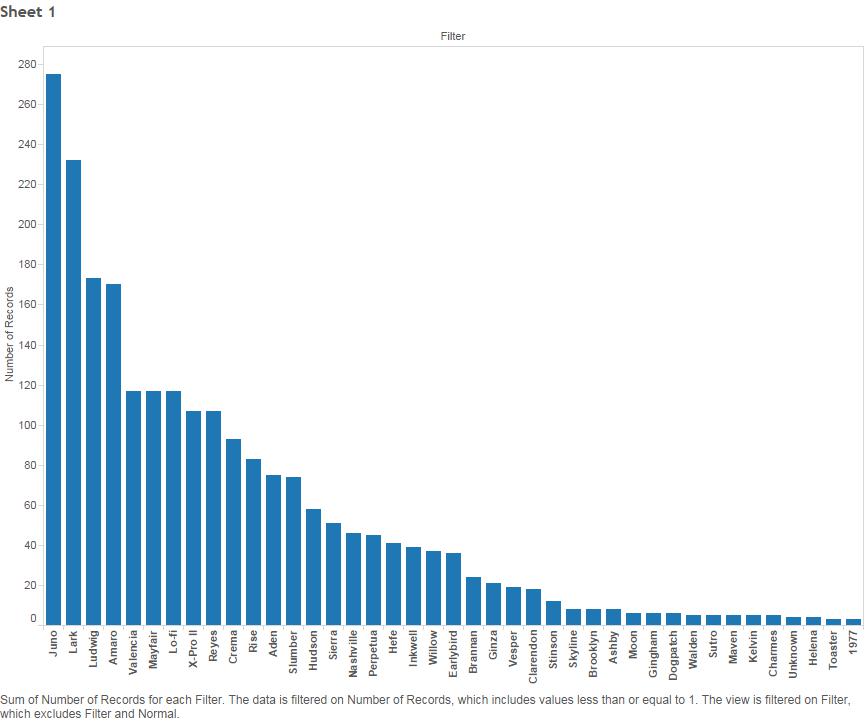 Sheet 1
Filter
280
260
240
220
200
180
160
140
120
100
80
60
40
20
0
Number of Records
Juno
Lark
Ludwig
Amaro
Valencia
Mayfair
Lo-fi
X-Pro II
Reyes
Crema
Rise
Aden
Slumber
Hudson
Sierra
Nashville
Perpetua
Hefe
Inkwell
Willow
Earlybird
Brannan
Ginza
Vesper
Clarendon
Stinson
Skyline
Brooklyn
Ashby
Moon
Gingham
Dogpatch
Walden
Sutro
Maven
Kelvin
Charmes
Unknown
Helena
Toaster
1977
Sum of Number of Records for each Filter. The data is filtered on Number of Records, which includes values less than or equal to 1. The view is filtered on Filter,
which excludes Filter and Normal.